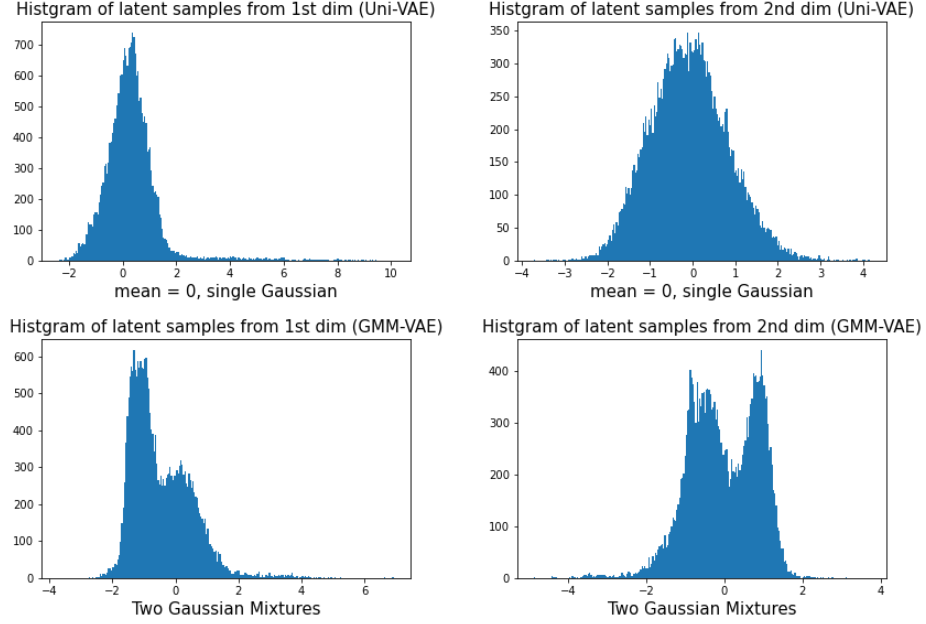 Histgram of latent samples from 1st dim (Uni-VAE)
700
600
500
400
300
200
100
0
−2 0 2 4 6 8 10
mean = 0, single Gaussian
Histgram of latent samples from 2nd dim (Uni-VAE)
350
300
250
200
150
100
50
0
−4 −3 −2 −1 0 1 2 3 4
mean = 0, single Gaussian
Histgram of latent samples from 1st dim (GMM-VAE)
600
500
400
300
200
100
0
−4 −2 0 2 4 6
Two Gaussian Mixtures
Histgram of latent samples from 2nd dim (GMM-VAE)
400
300
200
100
0
−4 −2 0 2 4
Two Gaussian Mixtures